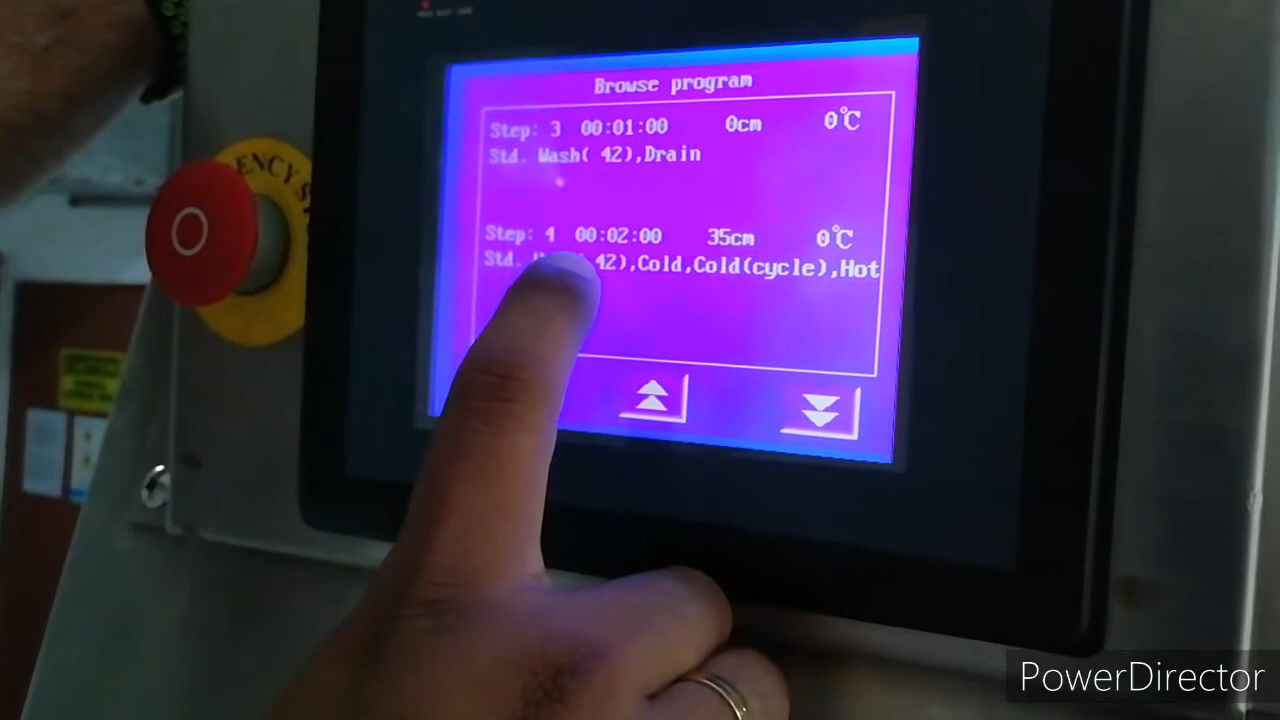 Browse program
Step: 3 00:01:00 0cm 0℃
Std. Wash( 42),Drain
Step: 4 00:02:00 35cm 0℃
Std. 42),Cold,Cold(cycle),Hot
PowerDirector